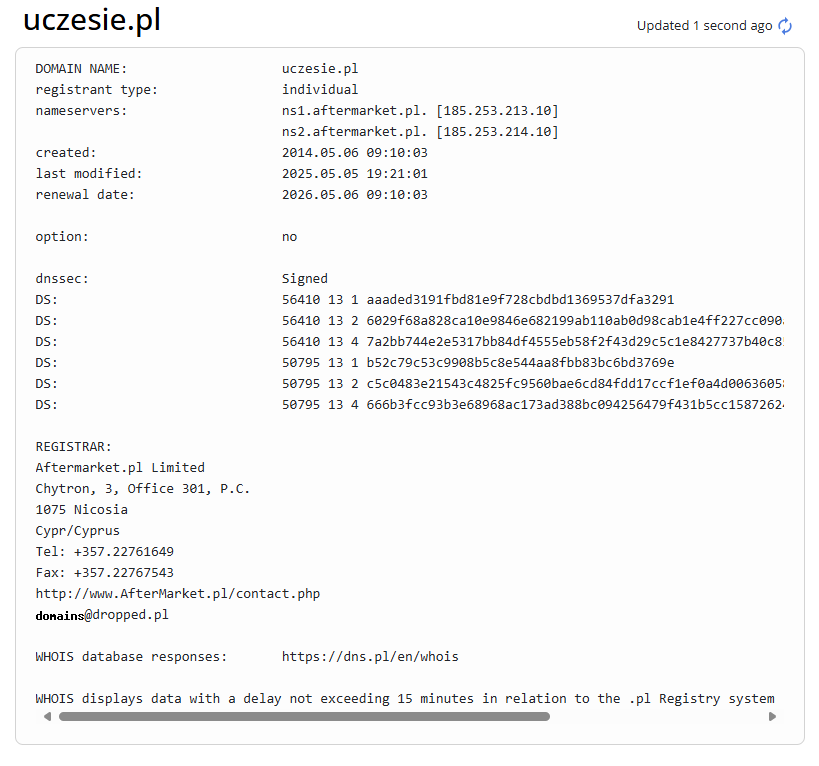 uczesie.pl
Updated 1 second ago
DOMAIN NAME: uczesie.pl
registrant type: individual
nameservers: ns1.aftermarket.pl. [185.253.213.10]
ns2.aftermarket.pl. [185.253.214.10]
created: 2014.05.06 09:10:03
last modified: 2025.05.05 19:21:01
renewal date: 2026.05.06 09:10:03
option: no
dnssec: Signed
DS: 56410 13 1 aaaded3191fbd81e9f728cbdbd1369537dfa3291
DS: 56410 13 2 6029f68a828ca10e9846e682199ab110ab0d98cab1e4ff227cc090
DS: 56410 13 4 7a2bb744e2e5317bb84df4555eb58f2f43d29c5c1e8427737b40c8
DS: 50795 13 1 b52c79c53c9908b5c8e544aa8fbb83bc6bd3769e
DS: 50795 13 2 c5c0483e21543c4825fc9560bae6cd84fdd17ccf1ef0a4d0063605
DS: 50795 13 4 666b3fcc93b3e68968ac173ad388bc094256479f431b5cc1587262
REGISTRAR:
Aftermarket.pl Limited
Chytron, 3, Office 301, P.C.
1075 Nicosia
Cypr/Cyprus
Tel: +357.22761649
Fax: +357.22767543
http://www.AfterMarket.pl/contact.php
domains@dropped.pl
WHOIS database responses: https://dns.pl/en/whois
WHOIS displays data with a delay not exceeding 15 minutes in relation to the .pl Registry system